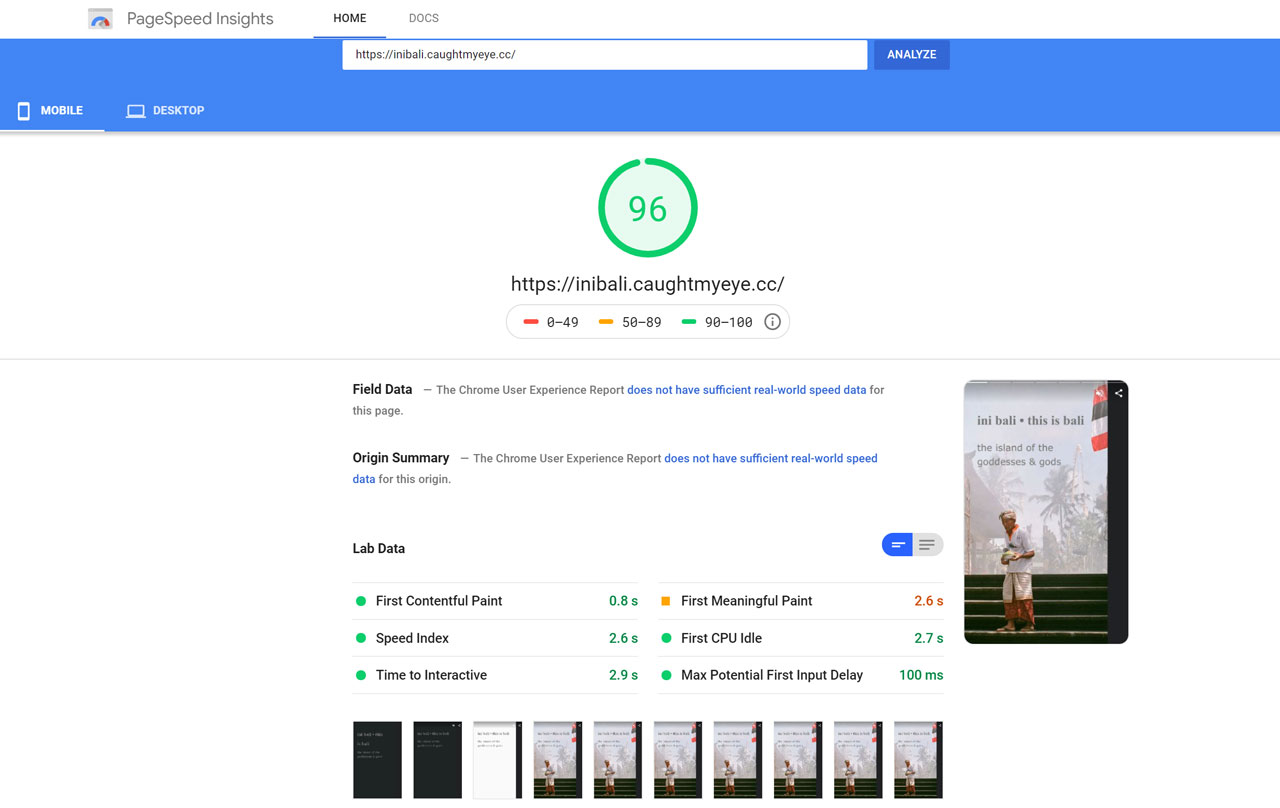 PageSpeed Insights
HOME
DOCS
https://inibali.caughtmyeye.cc/
ANALYZE
MOBILE
DESKTOP
96
https://inibali.caughtmyeye.cc/
0–49
50–89
90–100
Field Data — The Chrome User Experience Report does not have sufficient real-world speed data for
this page.
Origin Summary — The Chrome User Experience Report does not have sufficient real-world speed
data for this origin.
ini bali • this is bali
the island of the
goddesses & gods
Lab Data
First Contentful Paint 0.8 s
First Meaningful Paint 2.6 s
Speed Index 2.6 s
First CPU Idle 2.7 s
Time to Interactive 2.9 s
Max Potential First Input Delay 100 ms